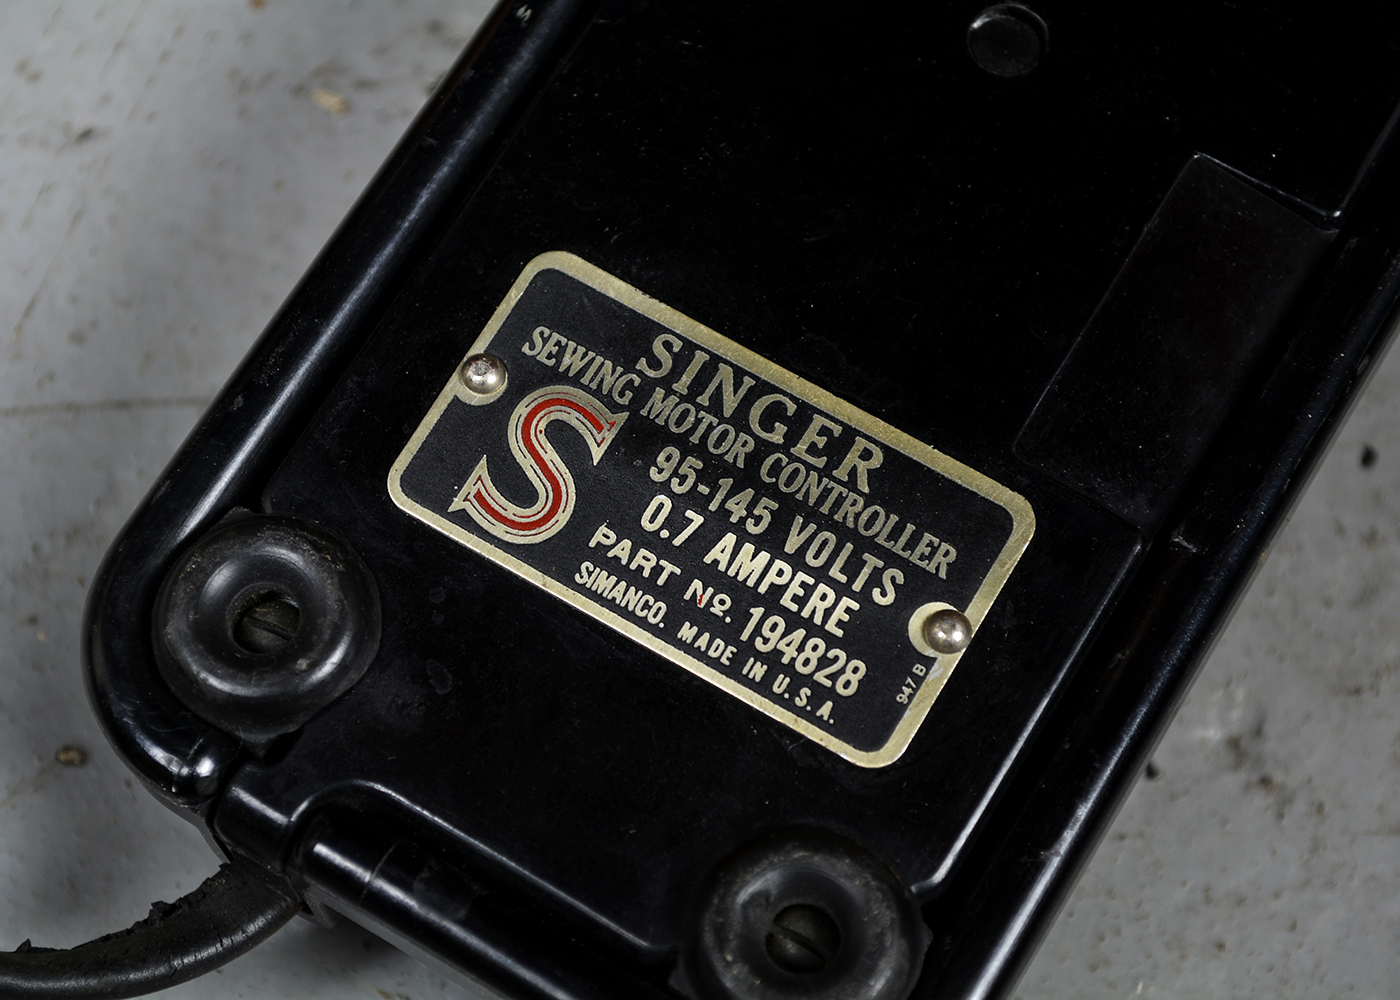 SINGER
SEWING MOTOR CONTROLLER
S
95-145 VOLTS
0.7 AMPERE
PART Nº. 194828
SIMANCO. MADE IN U.S.A.
947 B